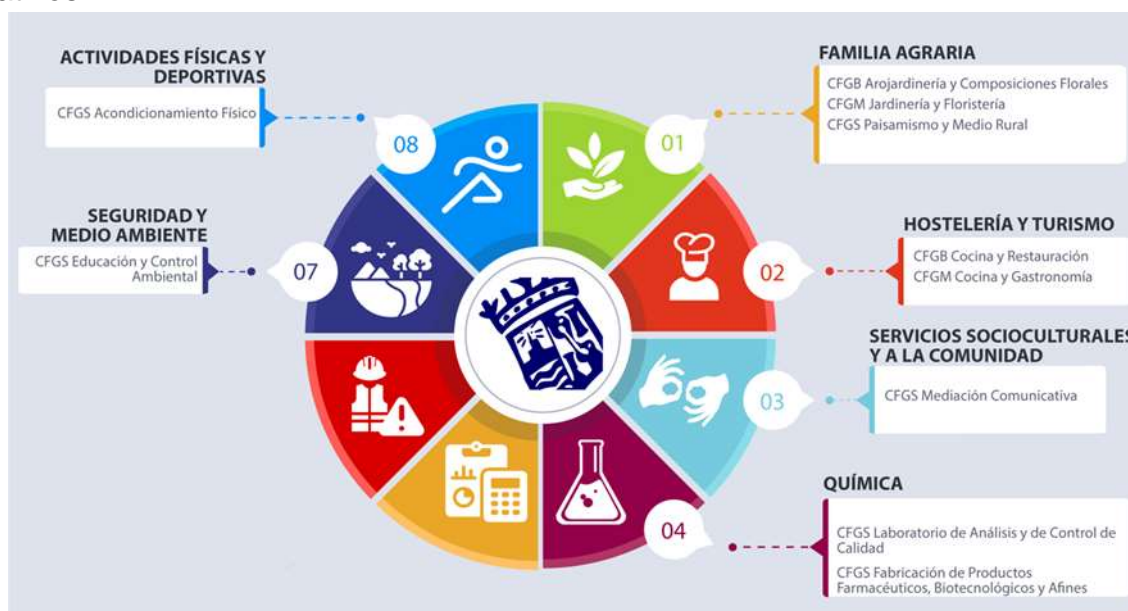 ACTIVIDADES FÍSICAS Y
DEPORTIVAS
CFGS Acondicionamiento Físico
08
FAMILIA AGRARIA
CFGB Arojardinería y Composiciones Florales
CFGM Jardinería y Floristería
CFGS Paisamismo y Medio Rural
01
SEGURIDAD Y
MEDIO AMBIENTE
CFGS Educación y Control
Ambiental
07
HOSTELERÍA Y TURISMO
CFGB Cocina y Restauración
CFGM Cocina y Gastronomía
02
SERVICIOS SOCIOCULTURALES
Y A LA COMUNIDAD
CFGS Mediación Comunicativa
03
QUÍMICA
CFGS Laboratorio de Análisis y de Control de
Calidad
CFGS Fabricación de Productos
Farmacéuticos, Biotecnológicos y Afines
04